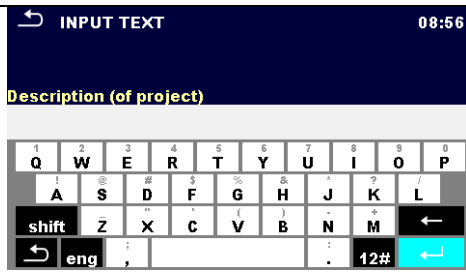 INPUT TEXT 08:56
Description (of project)
1 2 3 4 5 6 7 8 9 0
Q W E R T Y U I O P
! @ # $ % & * ? /
A S D F G H J K L
" ' ( ) - +
shift Z X C V B N M ←
; :
eng , . 12#